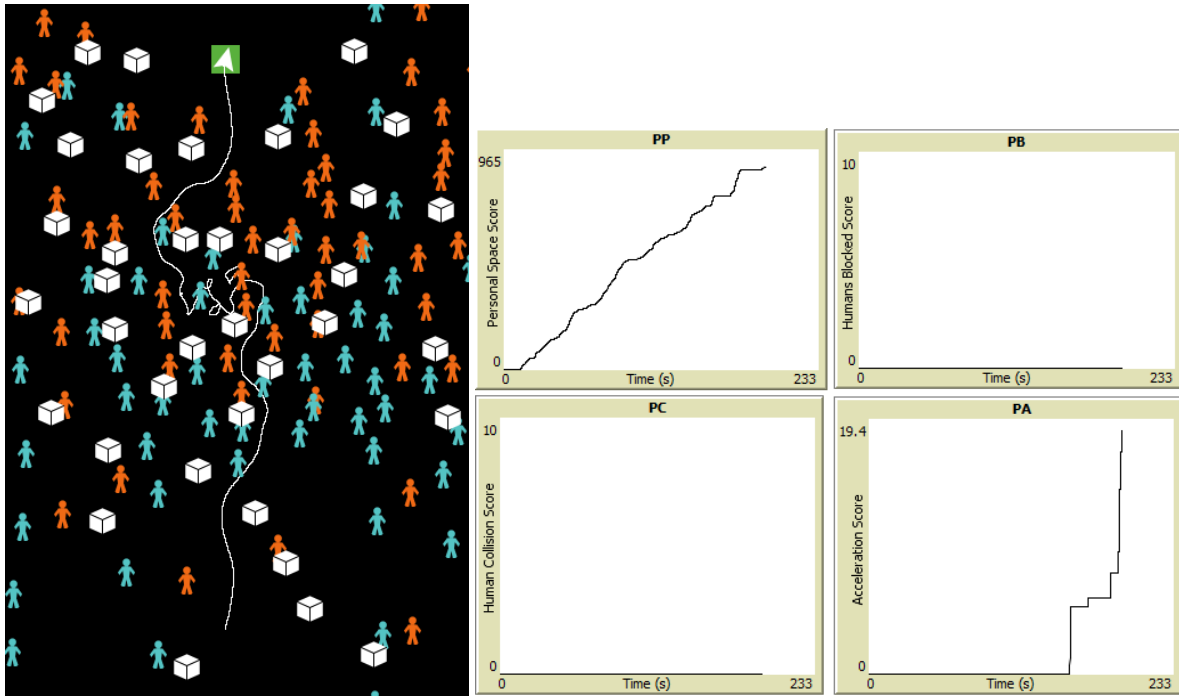 PP
965
Personal Space Score
0
0
Time (s)
233
PB
10
Humans Blocked Score
0
0
Time (s)
233
PC
10
Human Collision Score
0
0
Time (s)
233
PA
19.4
Acceleration Score
0
0
Time (s)
233